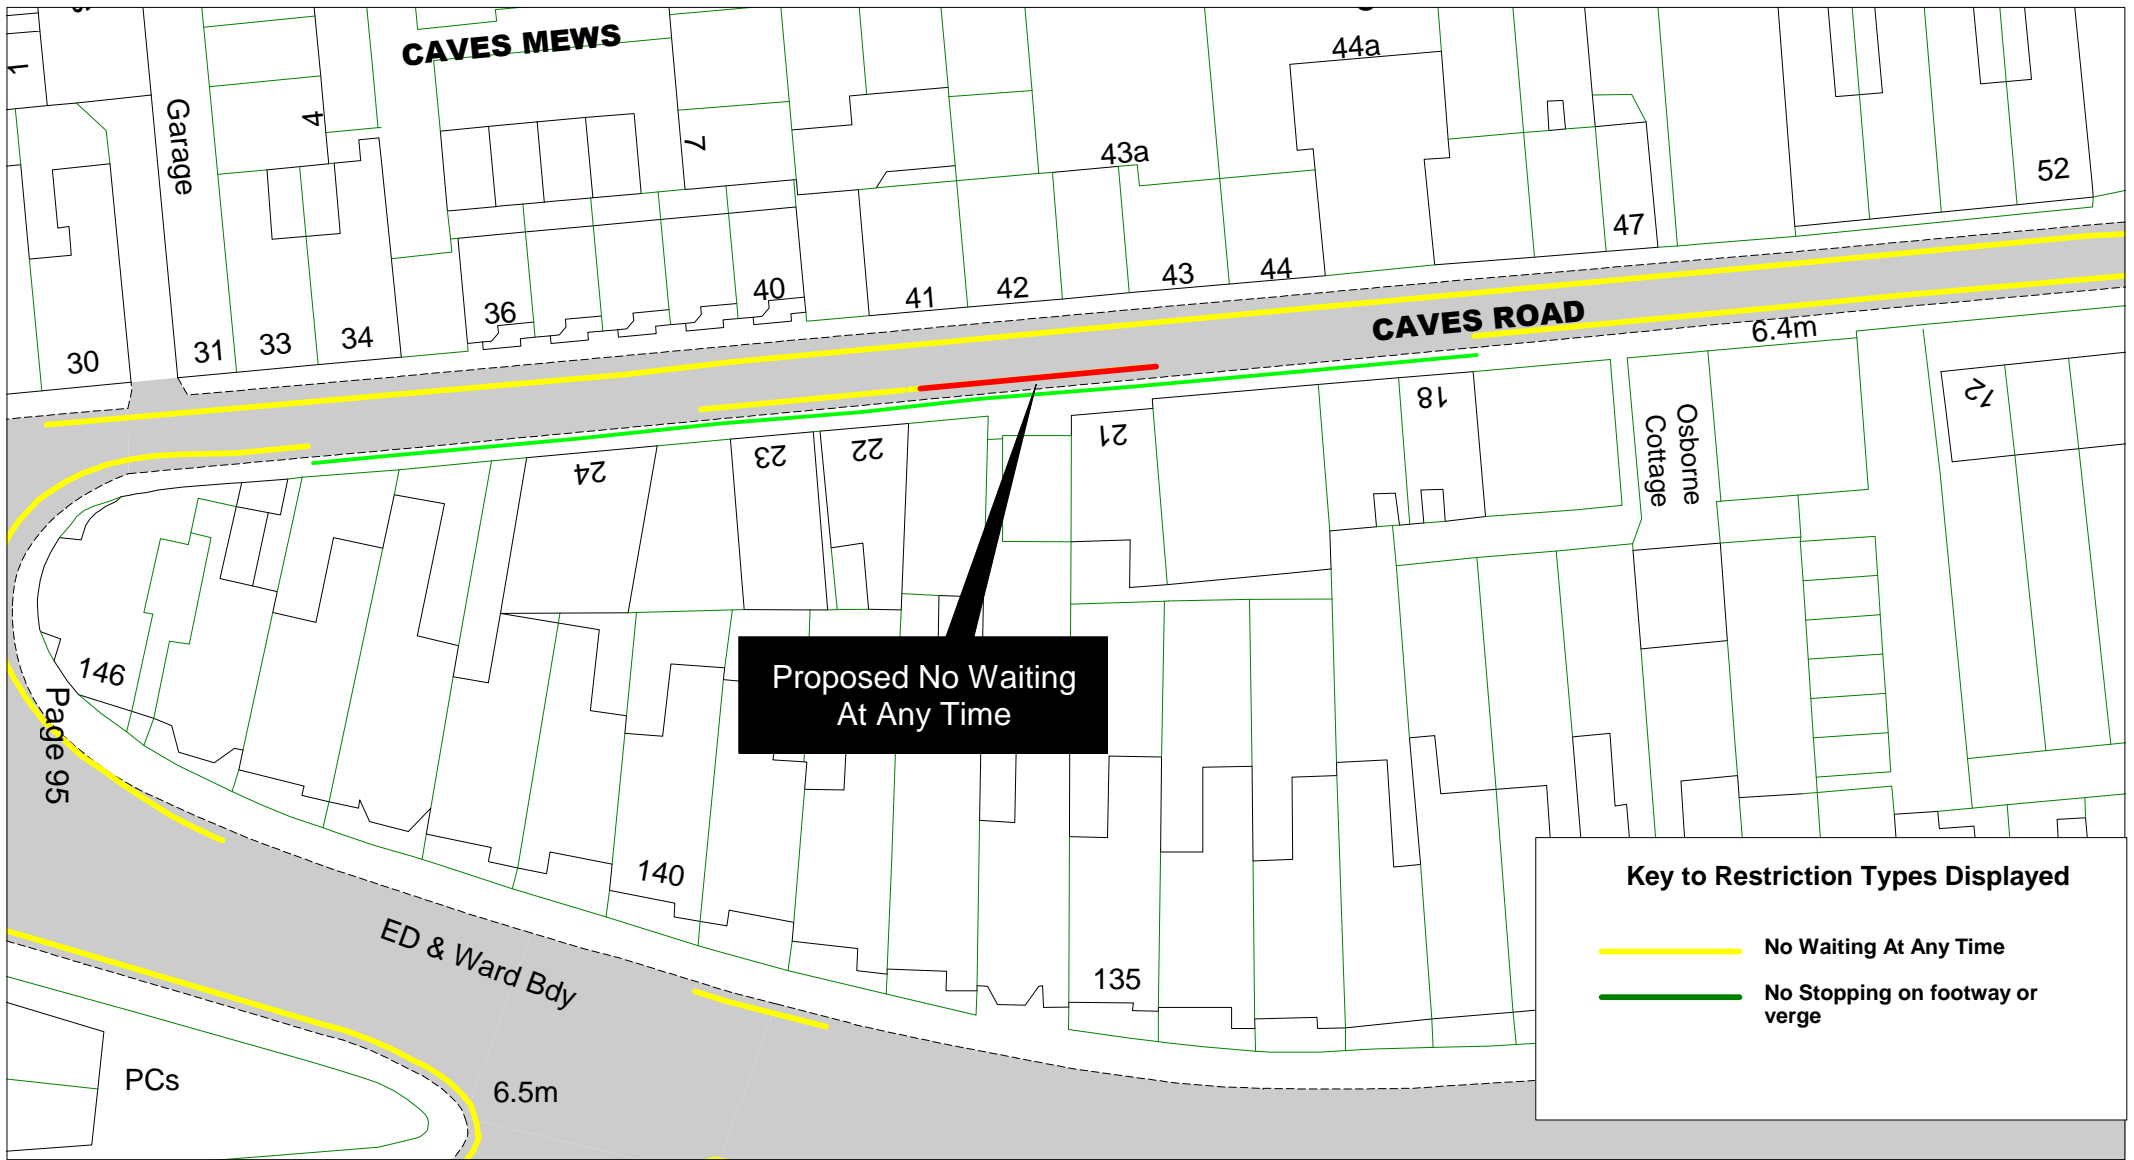 CAVES MEWS
44a
1
Garage
4
7
43a
52
47
36
40
41
42
43
44
30
31
33
34
CAVES ROAD
6.4m
24
23
22
21
18
Osborne
Cottage
12
146
Page 95
Proposed No Waiting
At Any Time
140
135
ED & Ward Bdy
PCs
6.5m
Key to Restriction Types Displayed
No Waiting At Any Time
No Stopping on footway or
verge